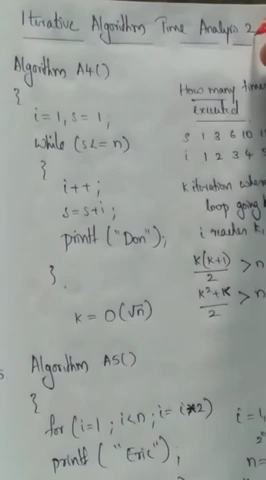 Iterative Algorithm Time Analysis 2
Algorithm A4()
{
i=1, s=1;
while (s<=n)
{
i++;
s=s+i;
printf("Don");
}.
k = O(√n)
How many times
executed.
S 1 3 6 10
i 1 2 3 4
k iteration when
loop going
i reaches k,
k(k+1)/2 > n
k²+k/2 > n
Algorithm A5()
{
for (i=1; i<n; i=i*2)
printf("Eric");
i=1,
n=